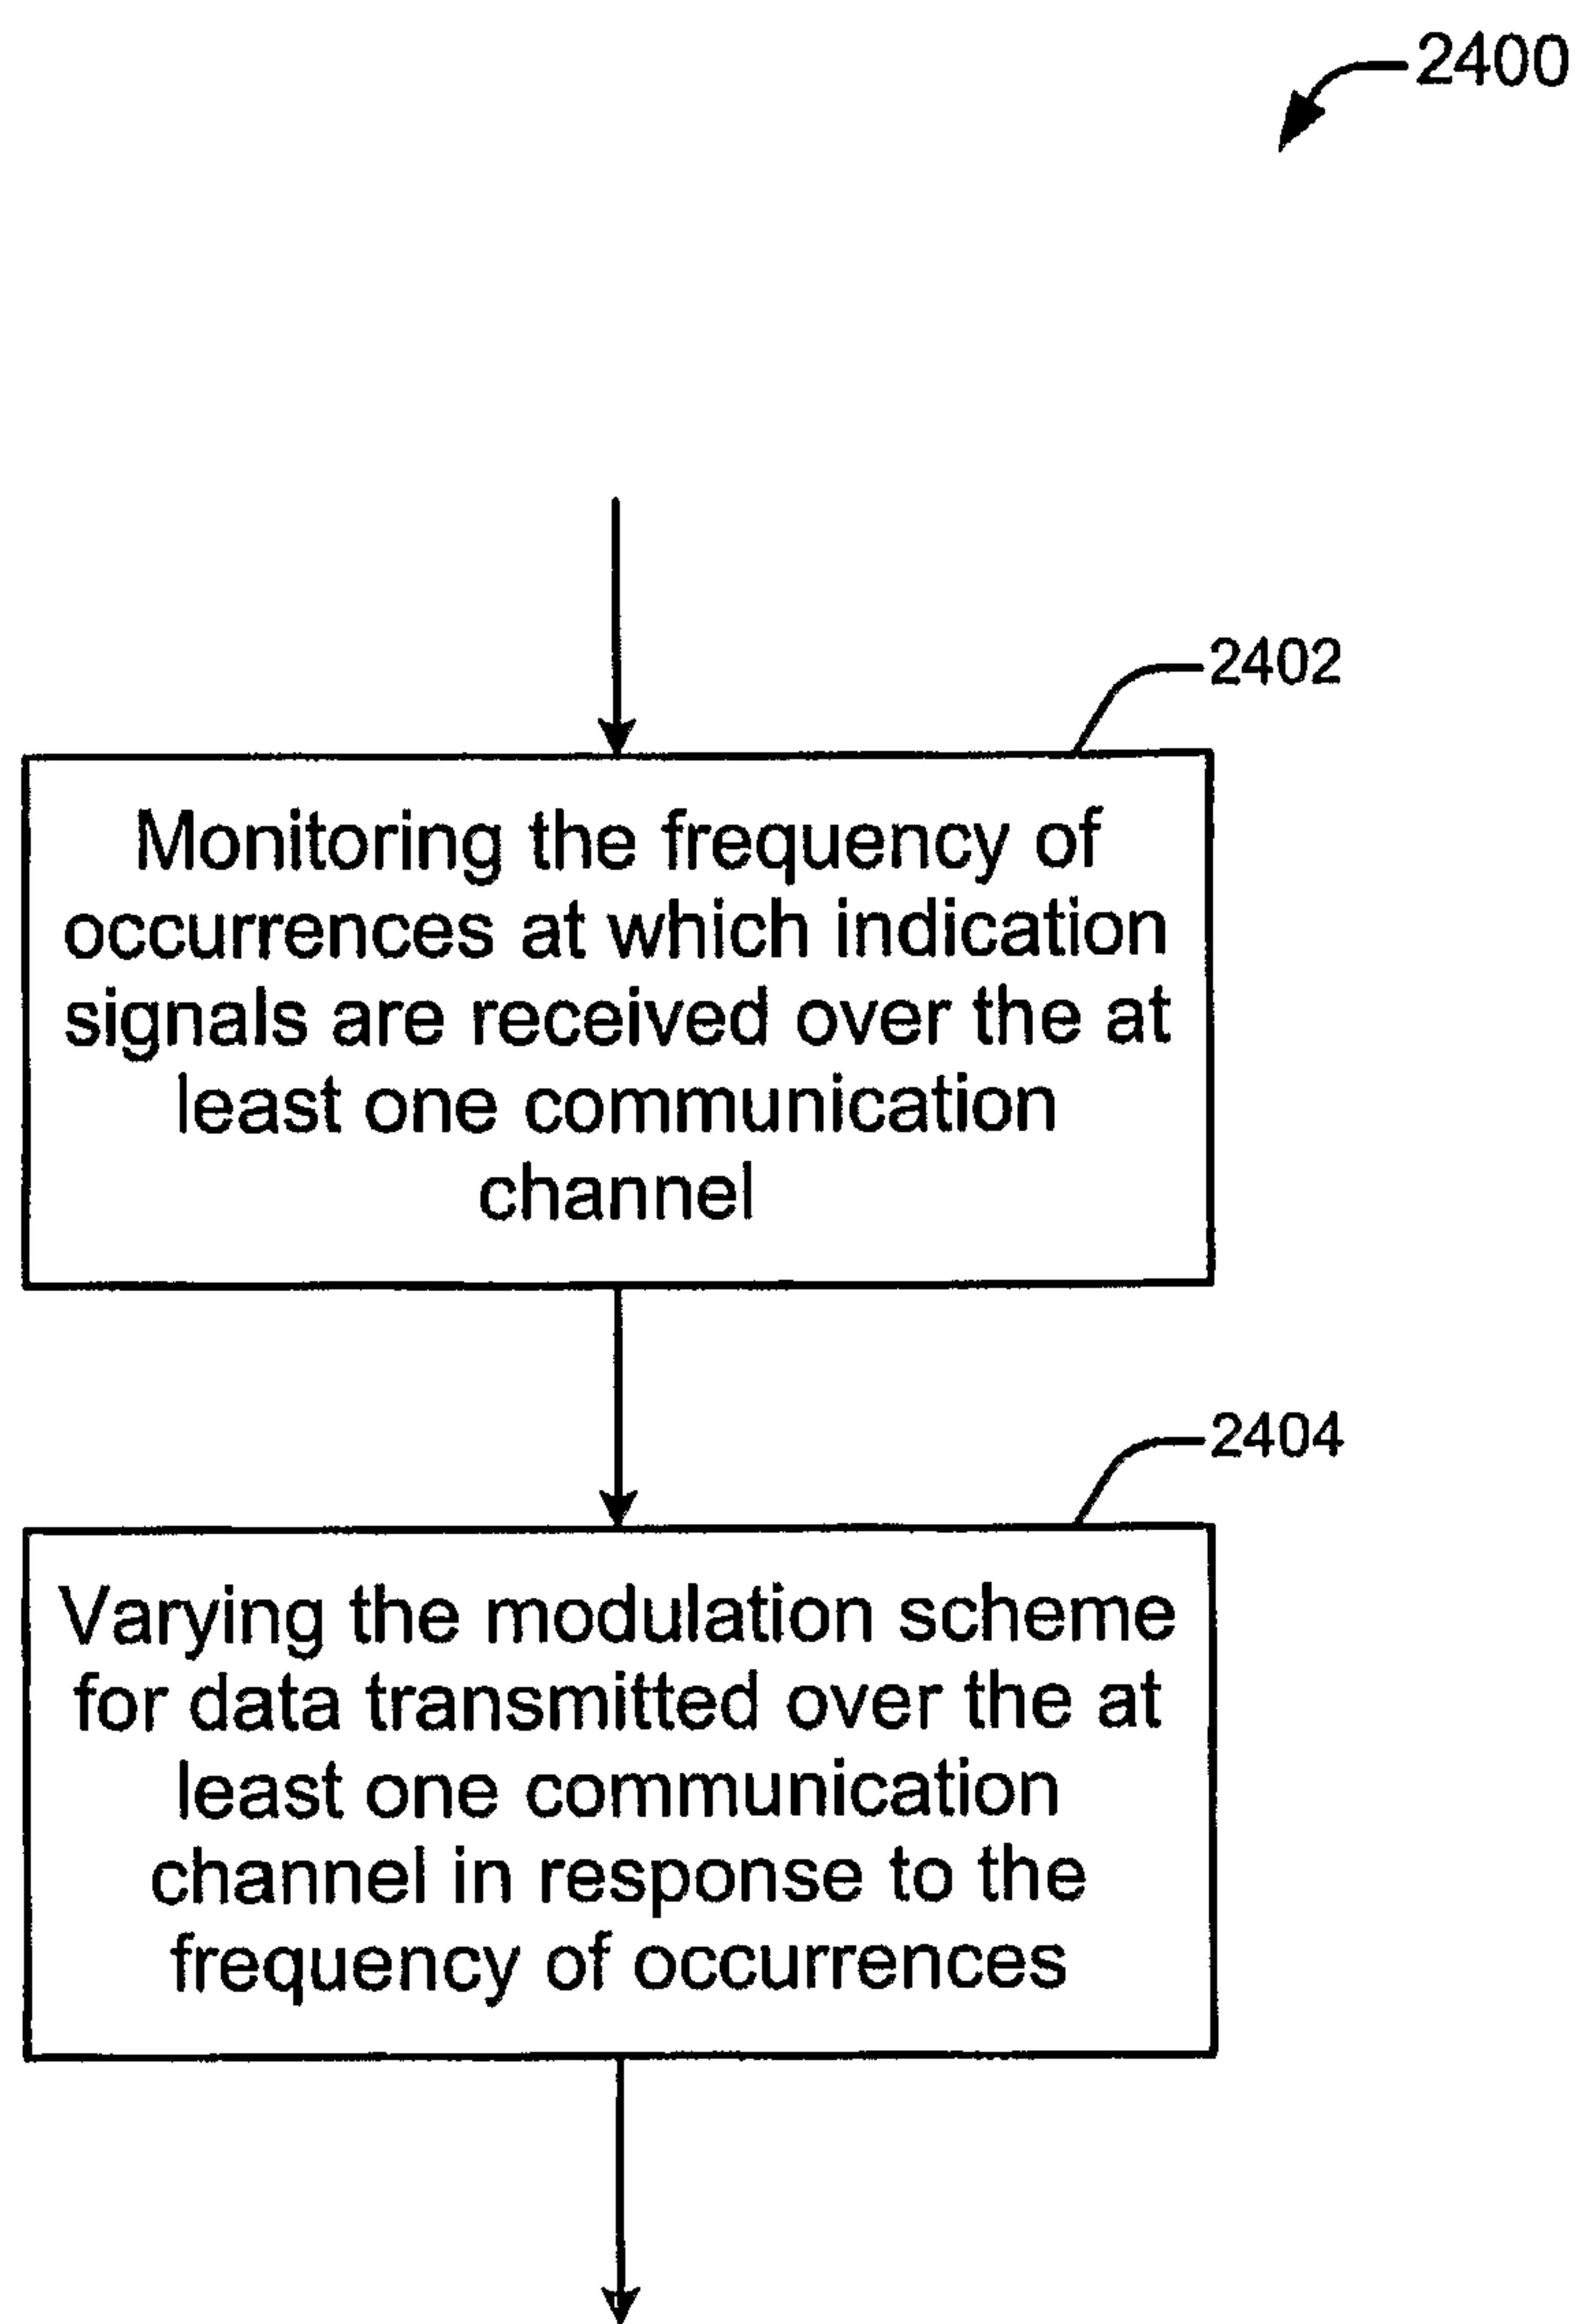 2400
2402
Monitoring the frequency of
occurrences at which indication
signals are received over the at
least one communication
channel
2404
Varying the modulation scheme
for data transmitted over the at
least one communication
channel in response to the
frequency of occurrences